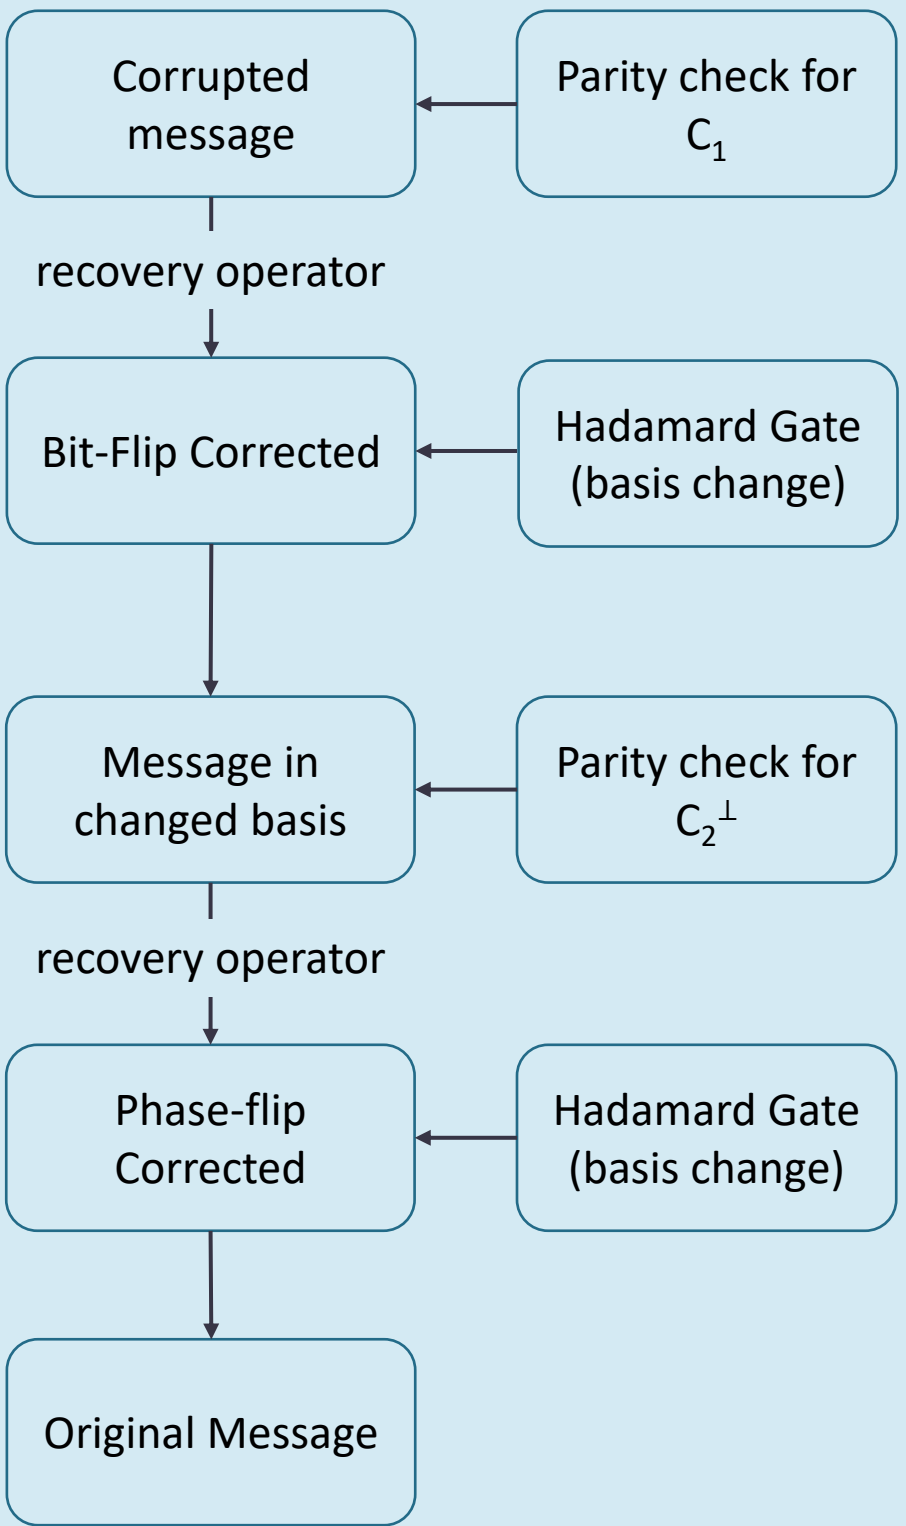 Corrupted
message
Parity check for
C₁
recovery operator
Bit-Flip Corrected
Hadamard Gate
(basis change)
Message in
changed basis
Parity check for
C₂⊥
recovery operator
Phase-flip
Corrected
Hadamard Gate
(basis change)
Original Message